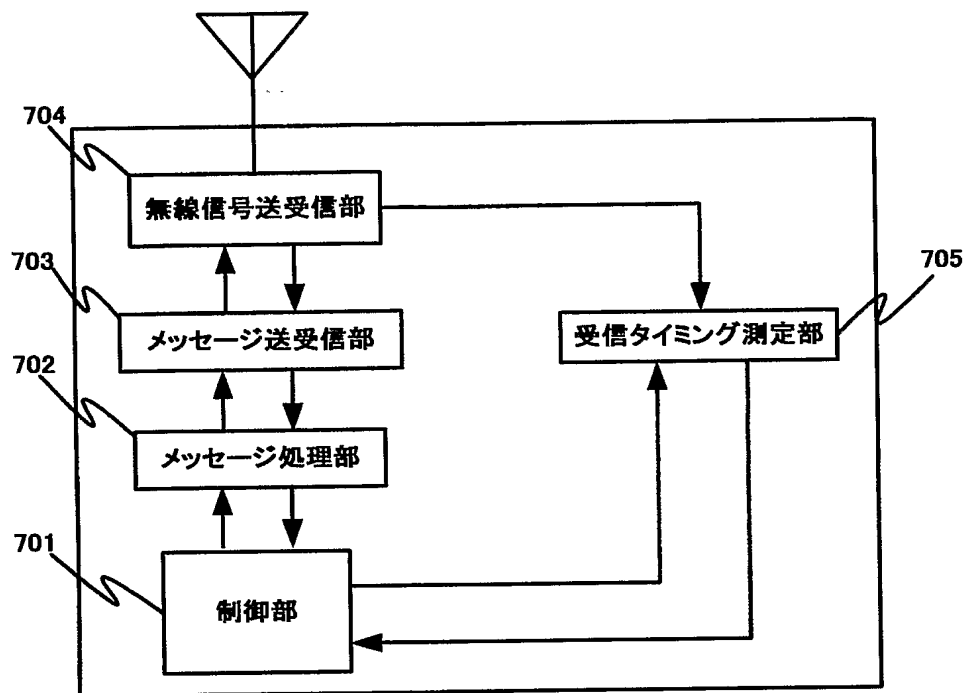 704
無線信号送受信部
703
メッセージ送受信部
705
受信タイミング測定部
702
メッセージ処理部
701
制御部